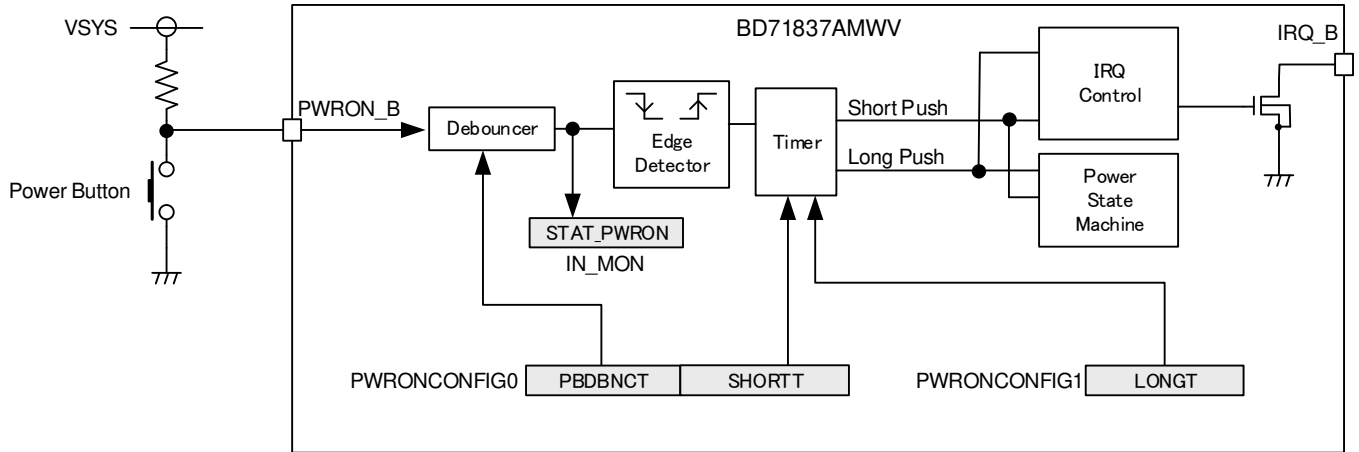 VSYS
BD71837AMWV
IRQ_B
PWRON_B
Debouncer
Edge
Detector
Timer
Short Push
Long Push
IRQ
Control
Power
State
Machine
Power Button
STAT_PWRON
IN_MON
PWRONCONFIG0
PBDBNCT
SHORTT
PWRONCONFIG1
LONGT